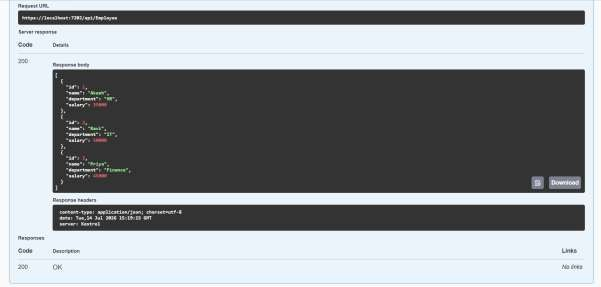 Request URL
https://localhost:7202/api/Employee
Server response
Code Details
200
Response body
[
{
"id": 1,
"name": "Akash",
"department": "HR",
"salary":
},
{
"id": 2,
"name": "Ravi",
"department": "IT",
"salary":
},
{
"id": 3,
"name": "Priya",
"department": "Finance",
"salary":
}
]
Download
Response headers
content-type: application/json; charset=utf-8
date: Tue,14 Jul 2026 15:19:23 GMT
server: Kestrel
Responses
Code Description Links
200 OK No links